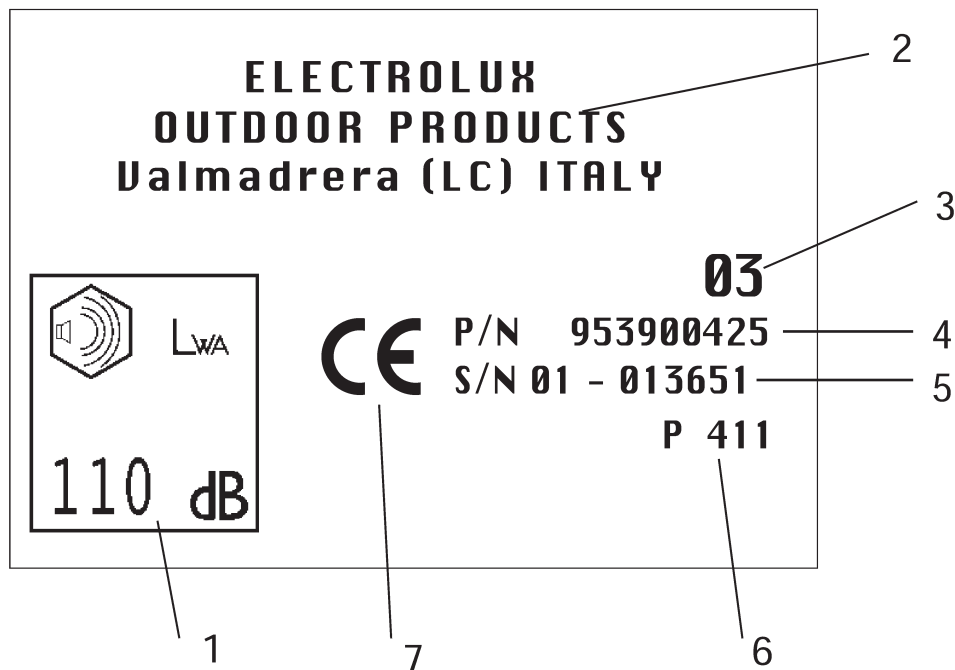 ELECTROLUX
OUTDOOR PRODUCTS
Valmadrera (LC) ITALY
2
3
03
LWA
CE
P/N 953900425
4
S/N 01 - 013651
5
P 411
110 dB
1
7
6